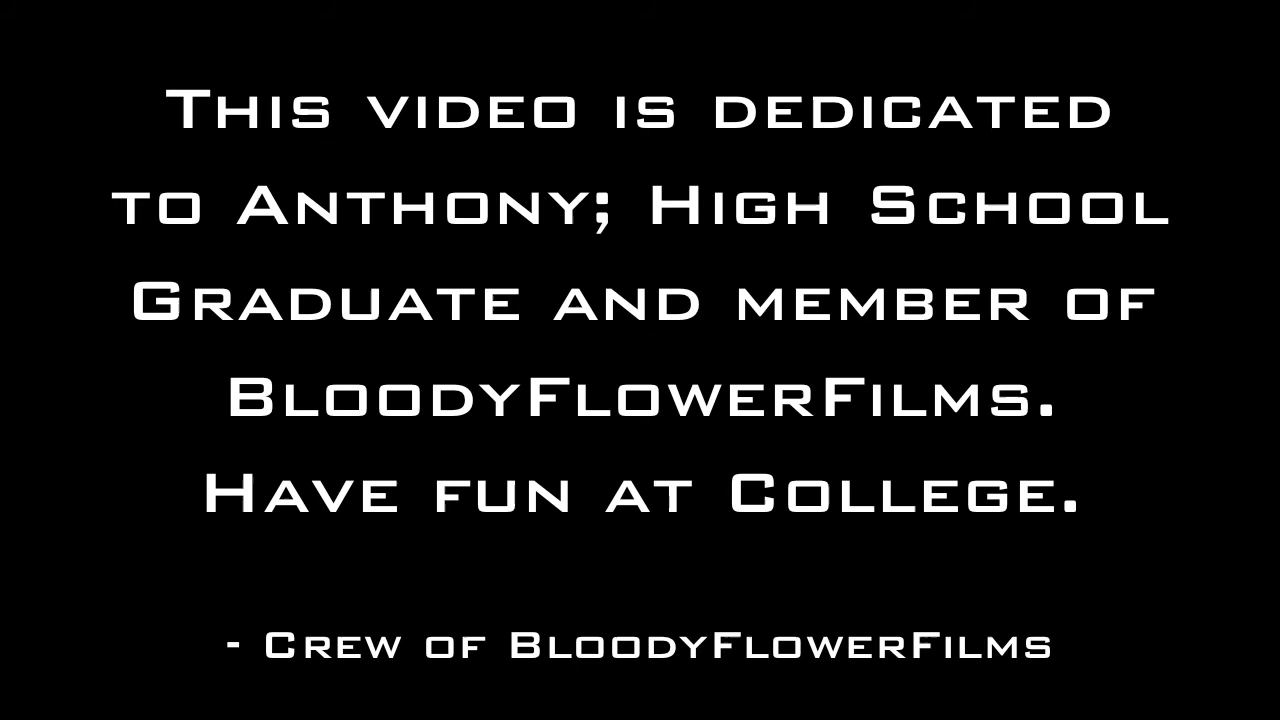 This video is dedicated
to Anthony; High School
Graduate and member of
BloodyFlowerFilms.
Have fun at College.
- Crew of BloodyFlowerFilms